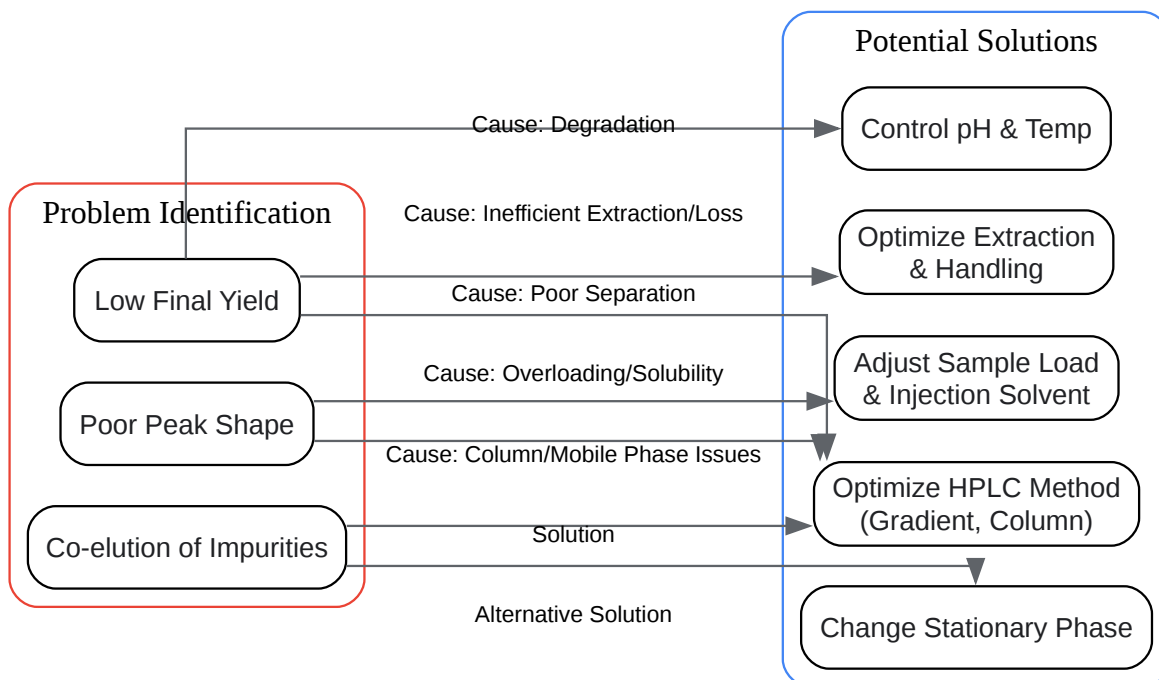 Potential Solutions
Cause: Degradation
Control pH & Temp
Problem Identification
Cause: Inefficient Extraction/Loss
Optimize Extraction
& Handling
Low Final Yield
Cause: Poor Separation
Adjust Sample Load
& Injection Solvent
Cause: Overloading/Solubility
Poor Peak Shape
Cause: Column/Mobile Phase Issues
Optimize HPLC Method
(Gradient, Column)
Co-elution of Impurities
Solution
Alternative Solution
Change Stationary Phase